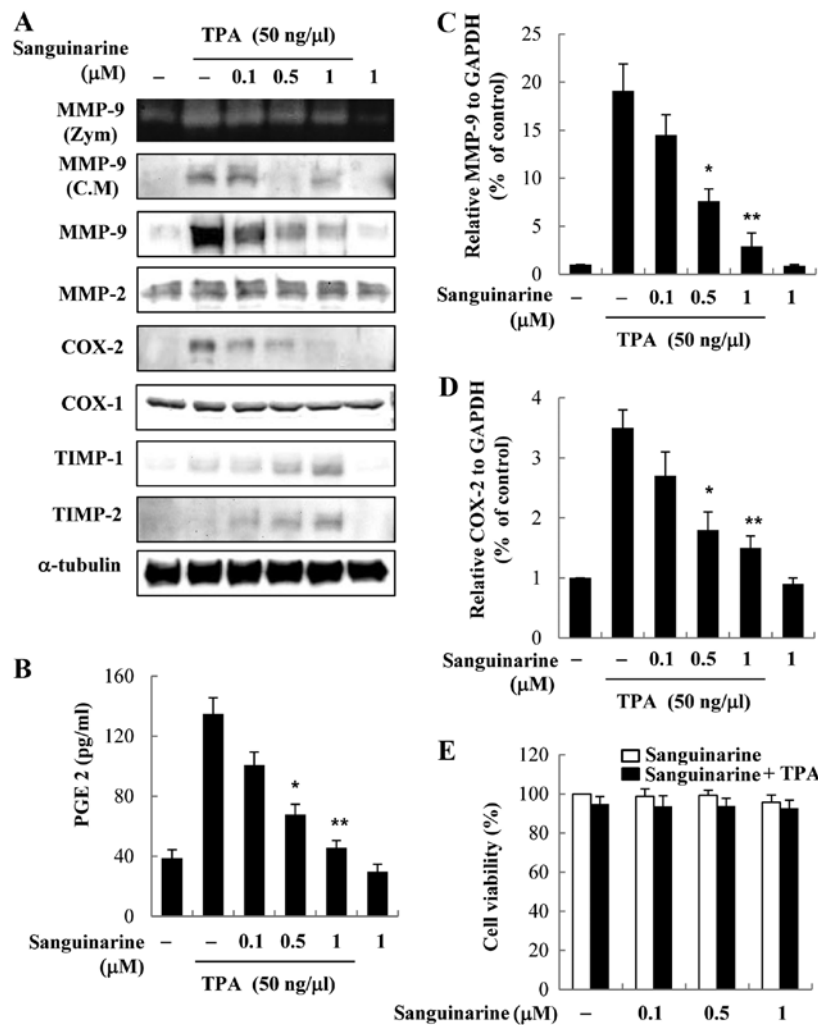 A
TPA (50 ng/μl)
Sanguinarine
(μM)
– – 0.1 0.5 1 1
MMP-9
(Zym)
MMP-9
(C.M)
MMP-9
MMP-2
COX-2
COX-1
TIMP-1
TIMP-2
α-tubulin
B
PGE 2 (pg/ml)
160
120
80
40
0
*
**
Sanguinarine
(μM)
– – 0.1 0.5 1 1
TPA (50 ng/μl)
C
Relative MMP-9 to GAPDH
(% of control)
25
20
15
10
5
0
*
**
Sanguinarine
(μM)
– – 0.1 0.5 1 1
TPA (50 ng/μl)
D
Relative COX-2 to GAPDH
(% of control)
4
3
2
1
0
*
**
Sanguinarine
(μM)
– – 0.1 0.5 1 1
TPA (50 ng/μl)
E
Cell viability (%)
120
100
80
60
40
20
0
Sanguinarine
Sanguinarine + TPA
Sanguinarine (μM) – 0.1 0.5 1